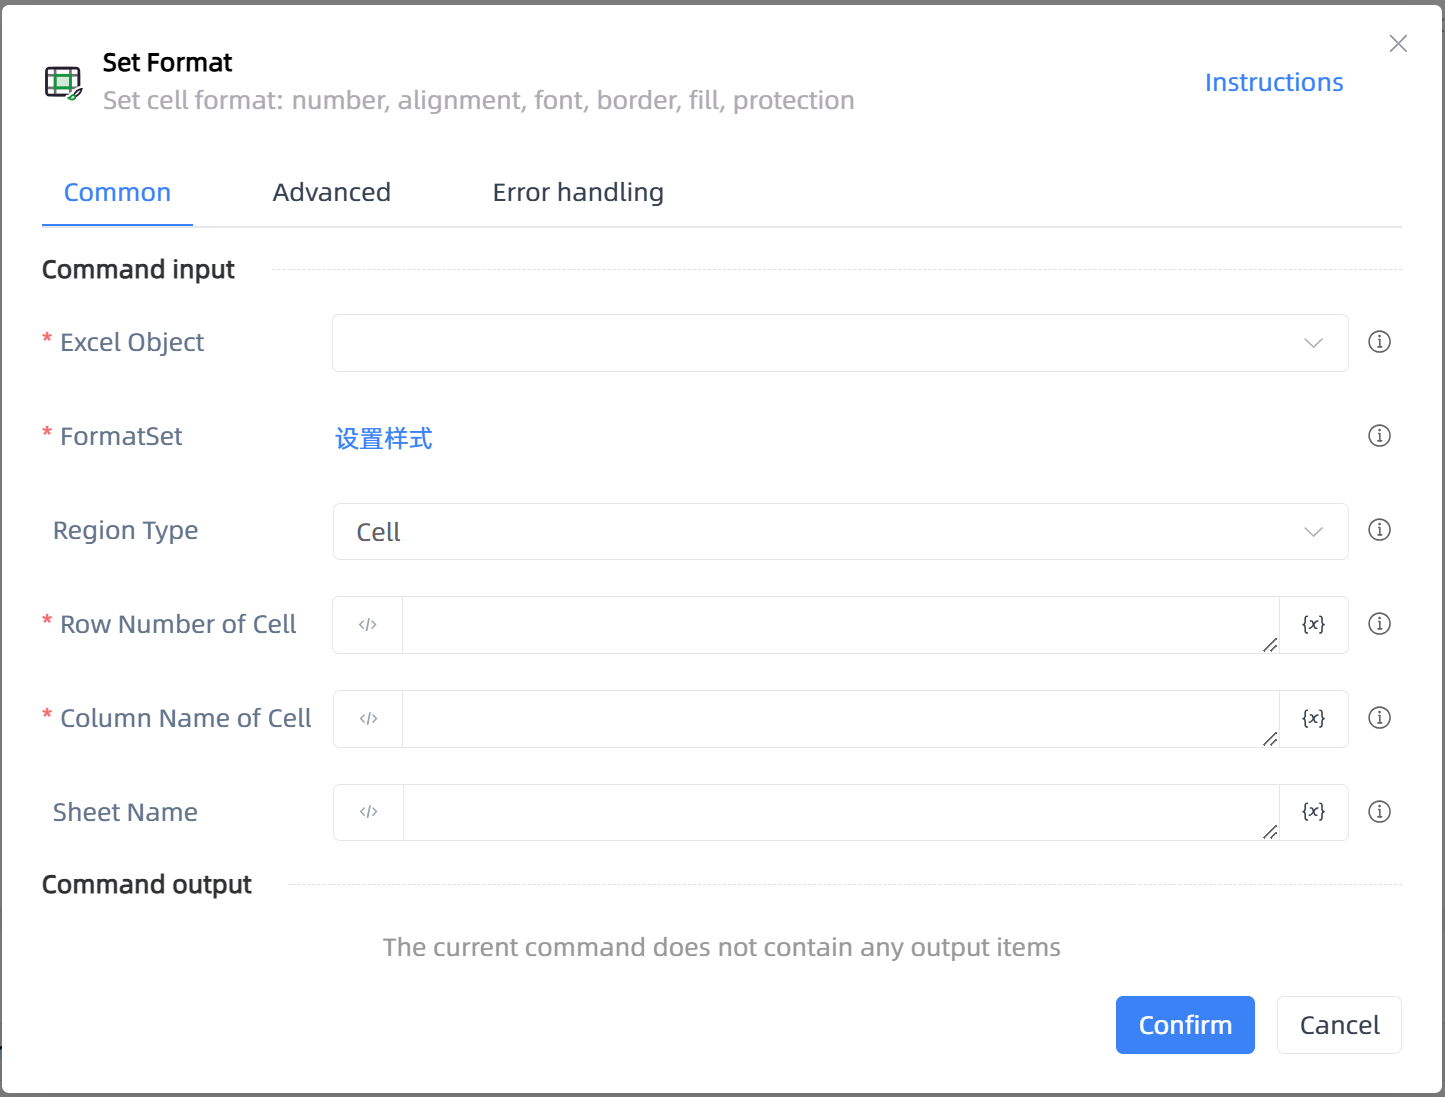 Set Format
Set cell format: number, alignment, font, border, fill, protection
Instructions
Common
Advanced
Error handling
Command input
* Excel Object
* FormatSet
设置样式
Region Type
Cell
* Row Number of Cell
</>
{x}
* Column Name of Cell
</>
{x}
Sheet Name
</>
{x}
Command output
The current command does not contain any output items
Confirm
Cancel